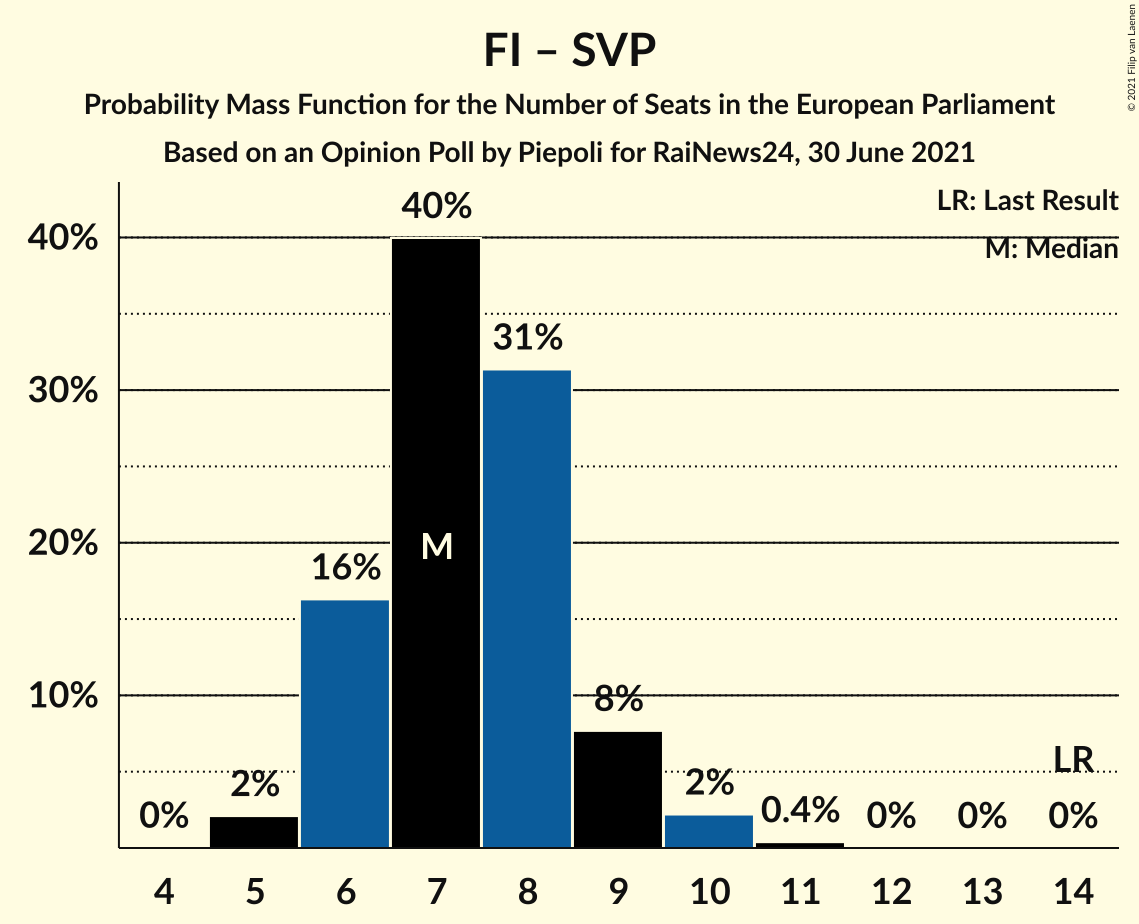 FI – SVP
Probability Mass Function for the Number of Seats in the European Parliament
Based on an Opinion Poll by Piepoli for RaiNews24, 30 June 2021
© 2021 Filip van Laenen
LR: Last Result
M: Median
40%
30%
20%
10%
0%
2%
16%
40%
M
31%
8%
2%
0.4%
0%
0%
LR
0%
4 5 6 7 8 9 10 11 12 13 14